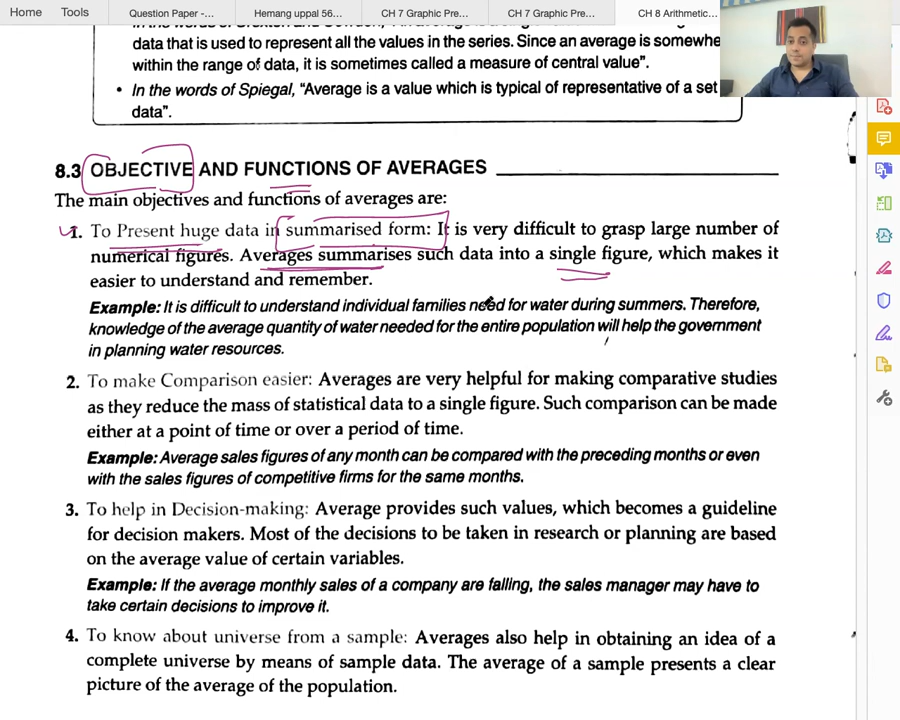 Home Tools Question Paper -... Hemang uppal 56... CH 7 Graphic Pre... CH 7 Graphic Pre... CH 8 Arithmetic...
data that is used to represent all the values in the series. Since an average is somewhe
within the range of data, it is sometimes called a measure of central value".
• In the words of Spiegal, "Average is a value which is typical of representative of a set
data".
8.3 OBJECTIVE AND FUNCTIONS OF AVERAGES
The main objectives and functions of averages are:
1. To Present huge data in summarised form: It is very difficult to grasp large number of
numerical figures. Averages summarises such data into a single figure, which makes it
easier to understand and remember.
Example: It is difficult to understand individual families need for water during summers. Therefore,
knowledge of the average quantity of water needed for the entire population will help the government
in planning water resources.
2. To make Comparison easier: Averages are very helpful for making comparative studies
as they reduce the mass of statistical data to a single figure. Such comparison can be made
either at a point of time or over a period of time.
Example: Average sales figures of any month can be compared with the preceding months or even
with the sales figures of competitive firms for the same months.
3. To help in Decision-making: Average provides such values, which becomes a guideline
for decision makers. Most of the decisions to be taken in research or planning are based
on the average value of certain variables.
Example: If the average monthly sales of a company are falling, the sales manager may have to
take certain decisions to improve it.
4. To know about universe from a sample: Averages also help in obtaining an idea of a
complete universe by means of sample data. The average of a sample presents a clear
picture of the average of the population.